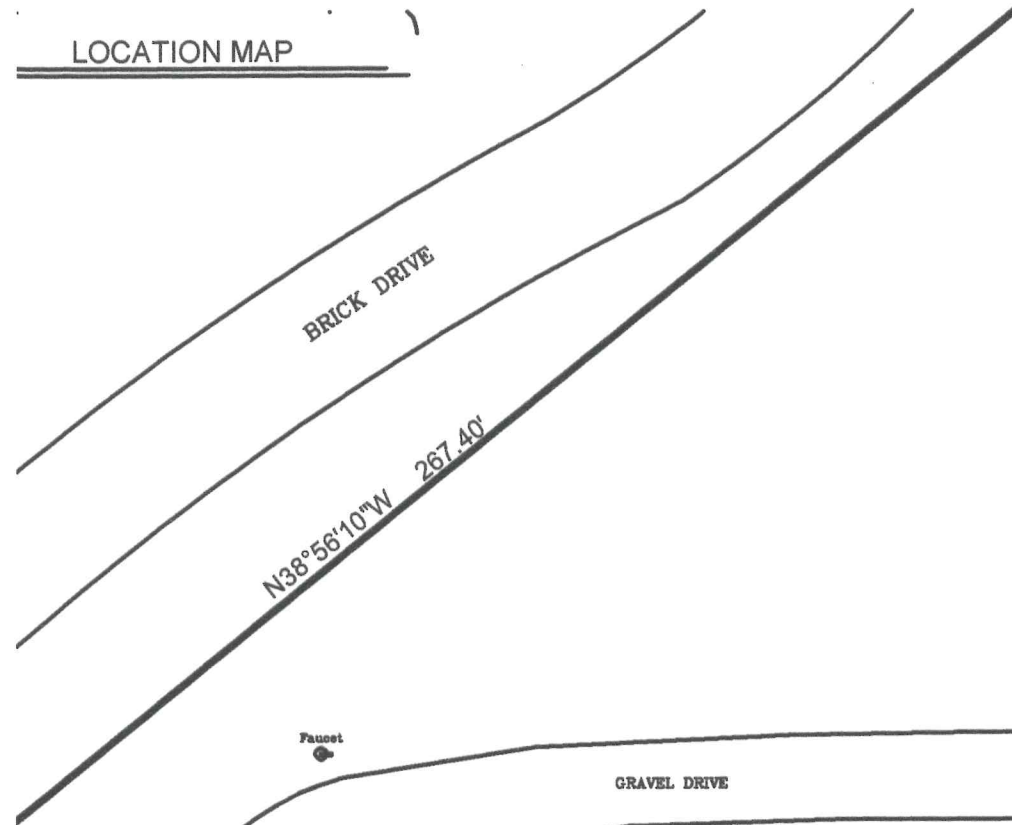 LOCATION MAP
BRICK DRIVE
N38°56'10"W 267.40'
Faucet
GRAVEL DRIVE